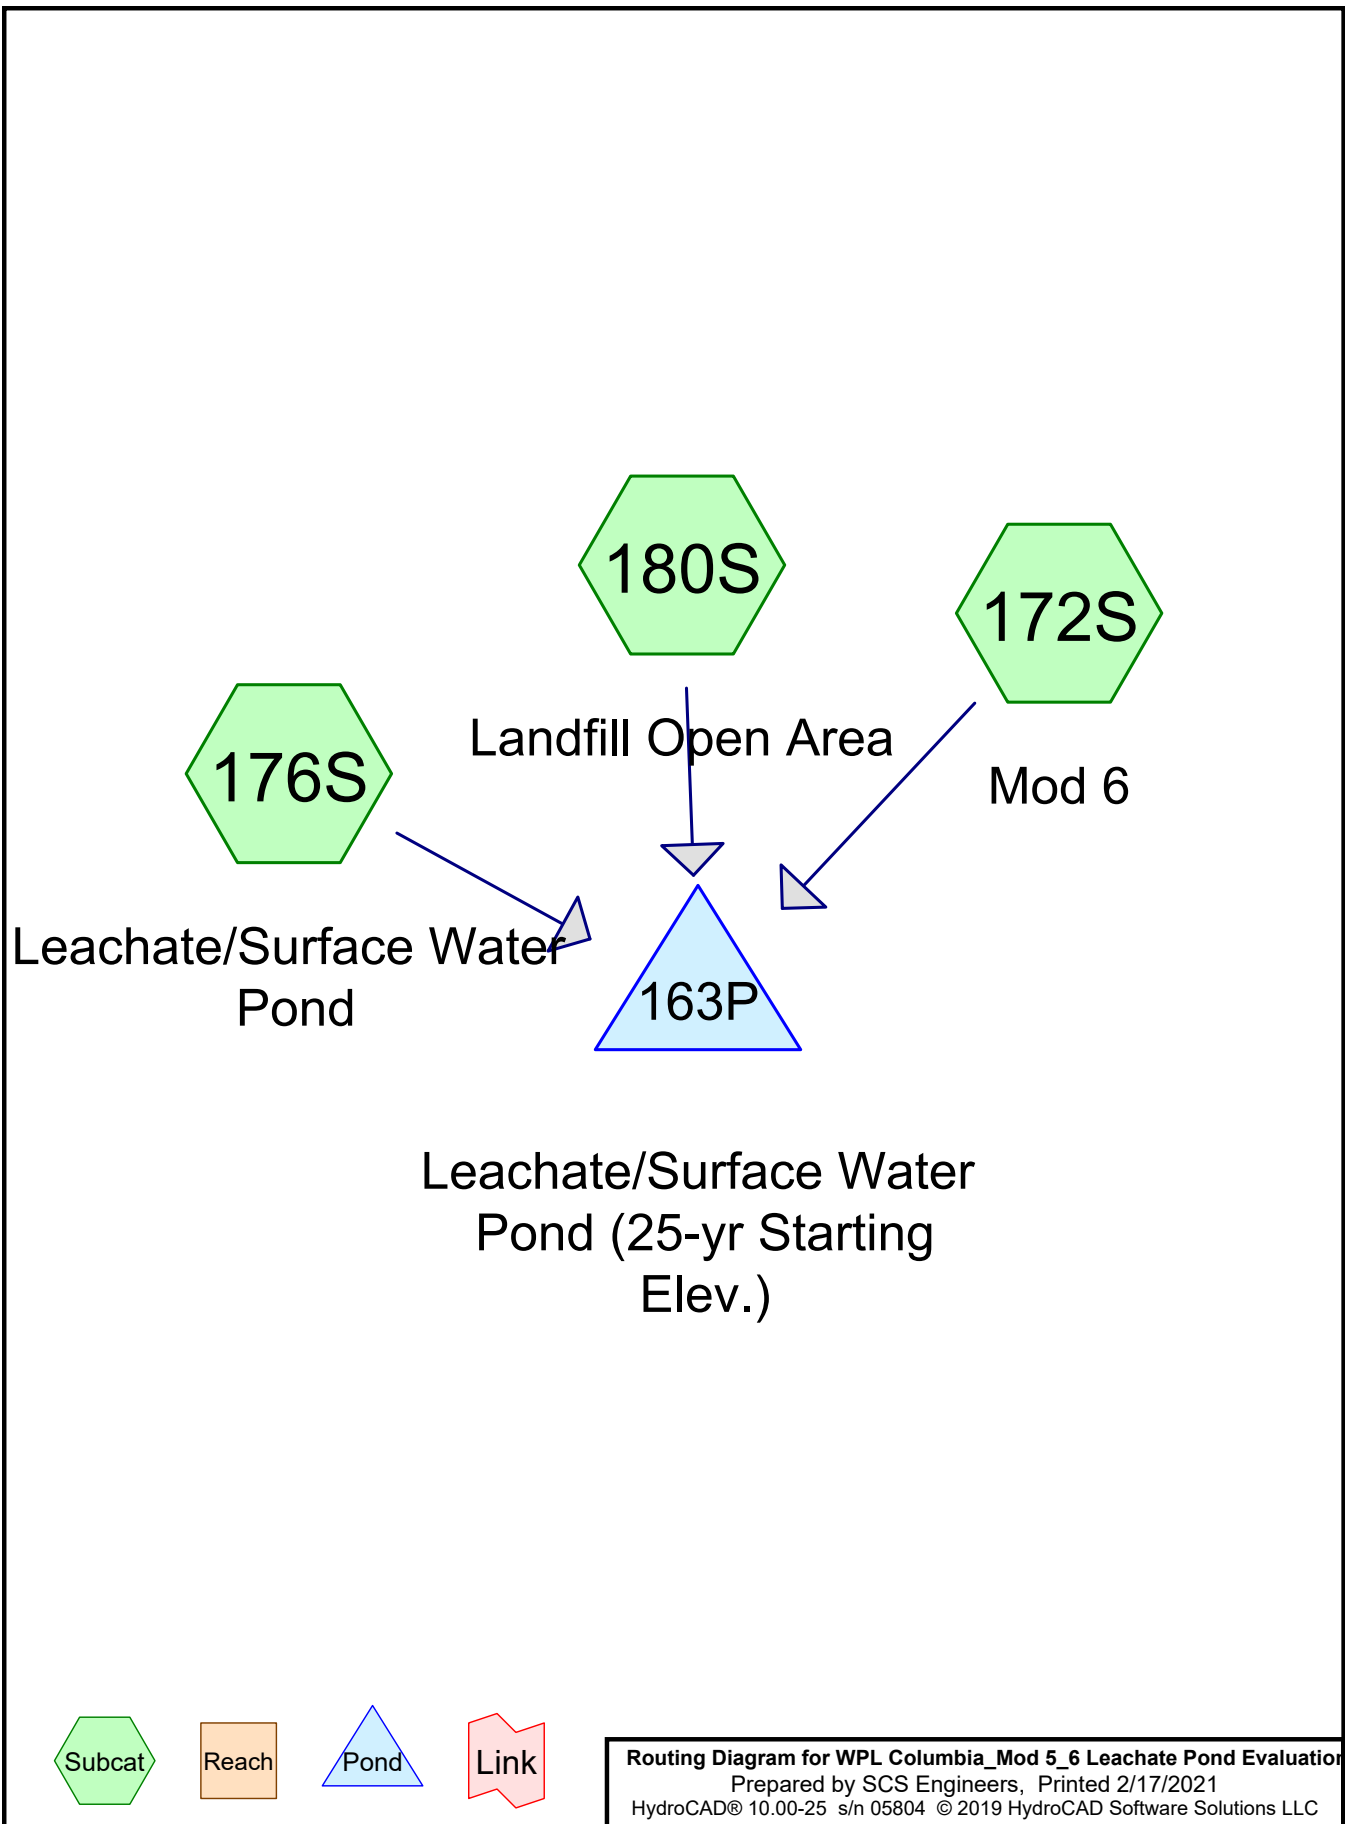 180S
172S
Landfill Open Area
176S
Mod 6
Leachate/Surface Water
Pond
163P
Leachate/Surface Water
Pond (25-yr Starting
Elev.)
Subcat
Reach
Pond
Link
Routing Diagram for WPL Columbia_Mod 5_6 Leachate Pond Evaluation
Prepared by SCS Engineers, Printed 2/17/2021
HydroCAD® 10.00-25 s/n 05804 © 2019 HydroCAD Software Solutions LLC